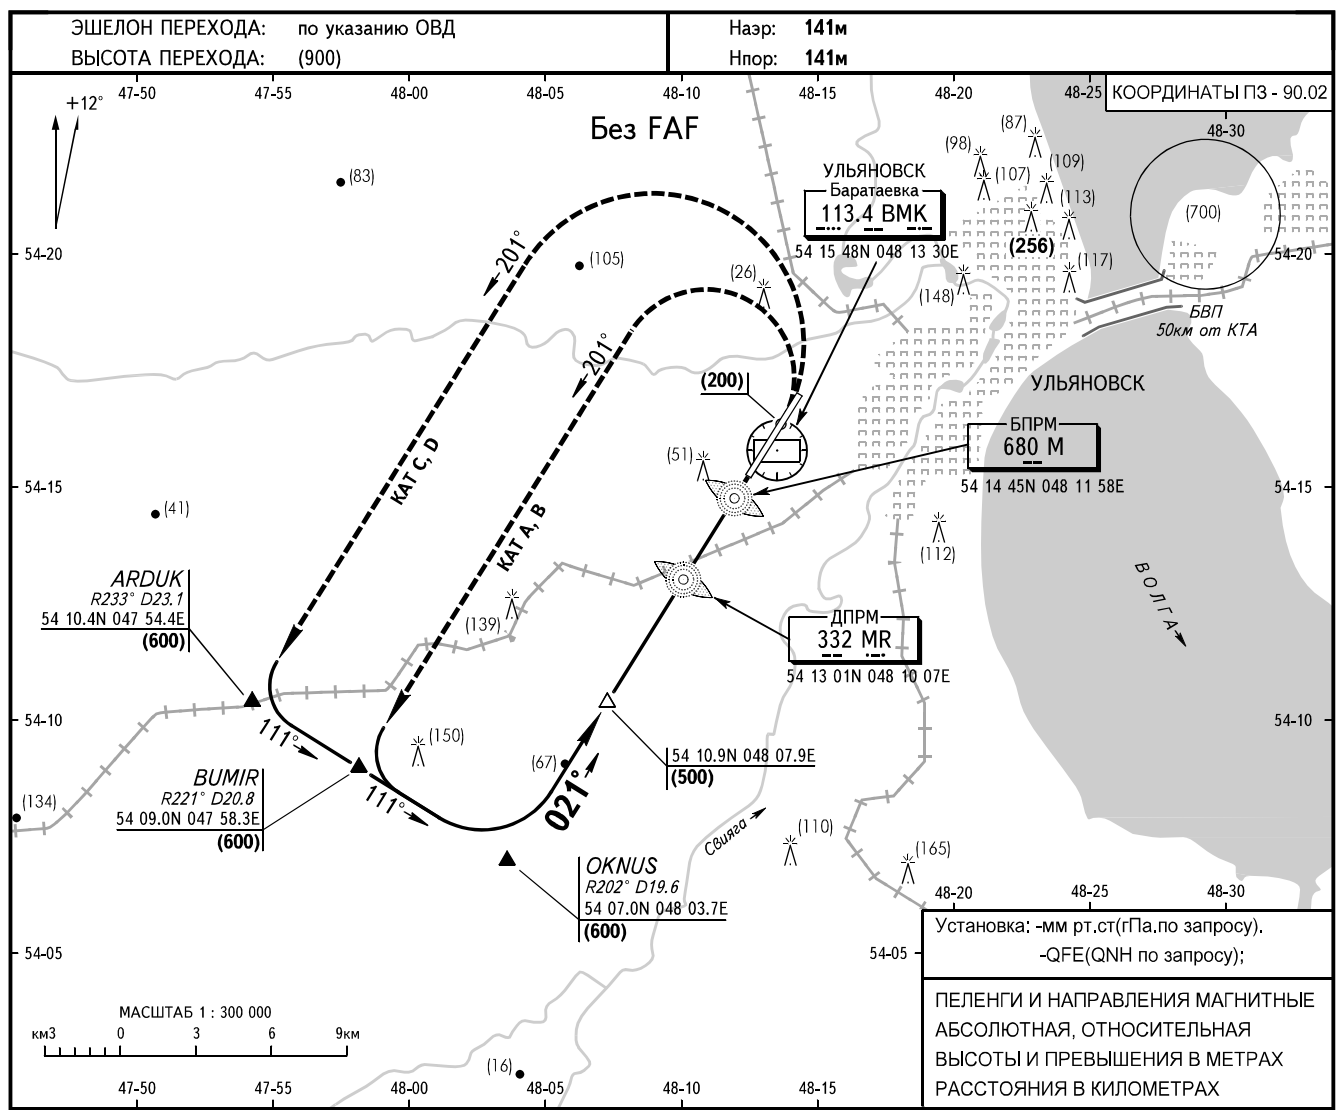 ЭШЕЛОН ПЕРЕХОДА: по указанию ОВД
ВЫСОТА ПЕРЕХОДА: (900)
Наэр: 141м
Нпор: 141м
47-50 47-55 48-00 48-05 48-10 48-15 48-20 48-25
КООРДИНАТЫ ПЗ - 90.02
48-30
+12°
Без FAF
(83)
(98)
(87)
(107)
(109)
(113)
(256)
(117)
(148)
(700)
УЛЬЯНОВСК
Баратаевка
113.4 BMK
54 15 48N 048 13 30E
54-20
54-20
201°
(105)
(26)
201°
БВП
50км от КТА
УЛЬЯНОВСК
(200)
БПРМ
680 M
54 14 45N 048 11 58E
(51)
54-15
54-15
КАТ C, D
КАТ A, B
(41)
(112)
ВОЛГА
ARDUK
R233° D23.1
54 10.4N 047 54.4E
(600)
(139)
ДПРМ
332 MR
54 13 01N 048 10 07E
54-10
54-10
111°
(150)
(67)
021°
54 10.9N 048 07.9E
(500)
BUMIR
R221° D20.8
54 09.0N 047 58.3E
(600)
111°
(134)
Свияга
(110)
(165)
OKNUS
R202° D19.6
54 07.0N 048 03.7E
(600)
48-20 48-25 48-30
54-05
54-05
Установка: -мм рт.ст(гПа.по запросу).
-QFE(QNH по запросу);
ПЕЛЕНГИ И НАПРАВЛЕНИЯ МАГНИТНЫЕ
АБСОЛЮТНАЯ, ОТНОСИТЕЛЬНАЯ
ВЫСОТЫ И ПРЕВЫШЕНИЯ В МЕТРАХ
РАССТОЯНИЯ В КИЛОМЕТРАХ
МАСШТАБ 1 : 300 000
км3 0 3 6 9км
(16)
47-50 47-55 48-00 48-05 48-10 48-15